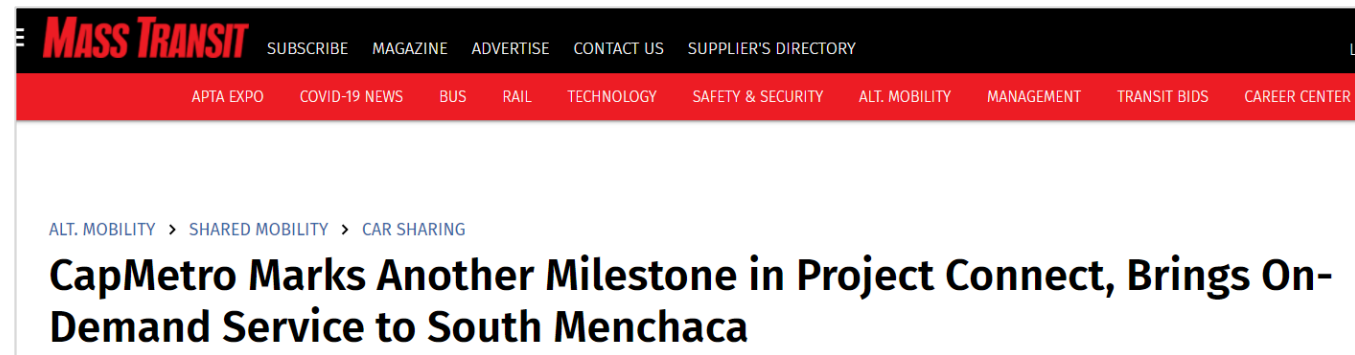 MASS TRANSIT SUBSCRIBE MAGAZINE ADVERTISE CONTACT US SUPPLIER'S DIRECTORY
APTA EXPO COVID-19 NEWS BUS RAIL TECHNOLOGY SAFETY & SECURITY ALT. MOBILITY MANAGEMENT TRANSIT BIDS CAREER CENTER
ALT. MOBILITY > SHARED MOBILITY > CAR SHARING
CapMetro Marks Another Milestone in Project Connect, Brings On-
Demand Service to South Menchaca